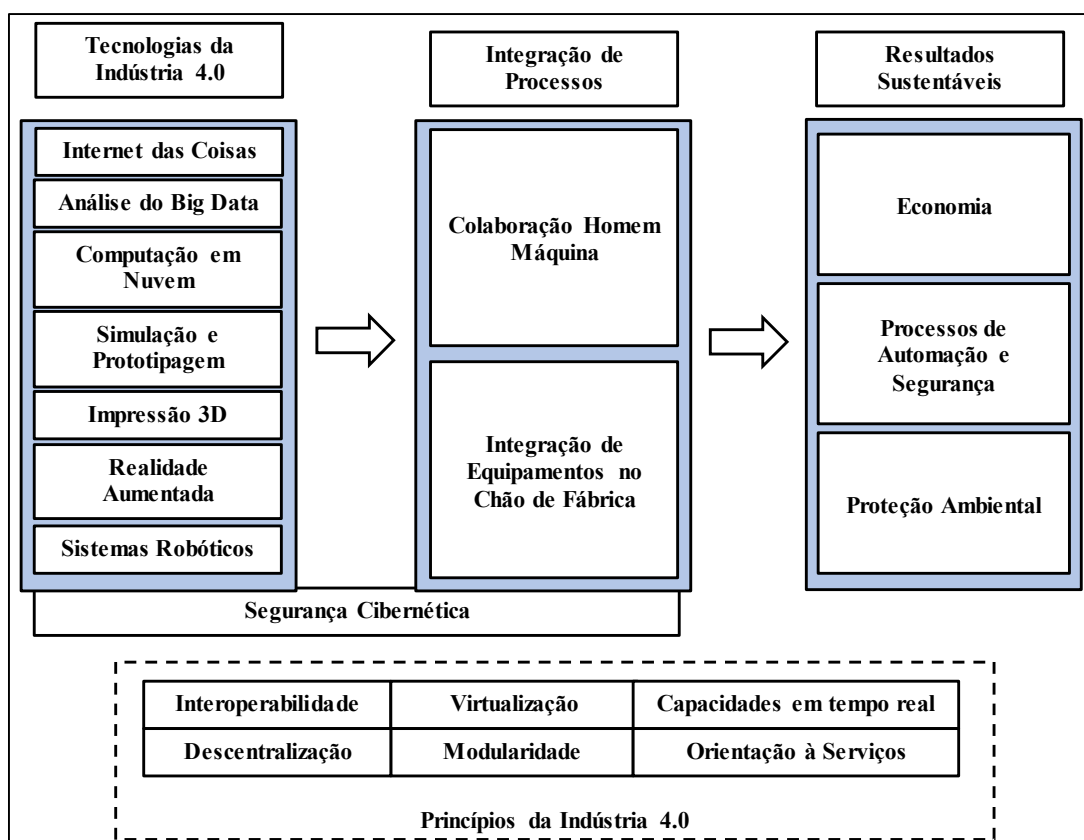 Tecnologias da
Indústria 4.0
Integração de
Processos
Resultados
Sustentáveis
Internet das Coisas
Análise do Big Data
Computação em
Nuvem
Simulação e
Prototipagem
Impressão 3D
Realidade
Aumentada
Sistemas Robóticos
Colaboração Homem
Máquina
Integração de
Equipamentos no
Chão de Fábrica
Economia
Processos de
Automação e
Segurança
Proteção Ambiental
Segurança Cibernética
Interoperabilidade
Virtualização
Capacidades em tempo real
Descentralização
Modularidade
Orientação à Serviços
Princípios da Indústria 4.0